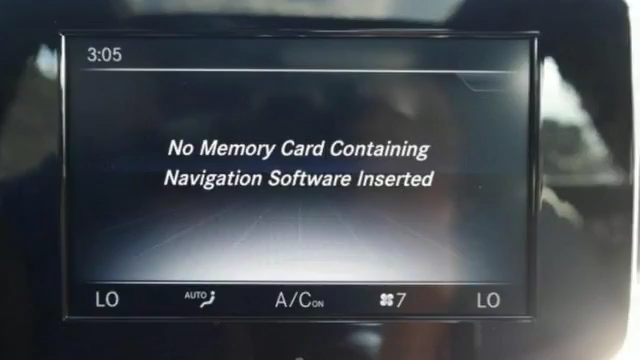 3:05
No Memory Card Containing
Navigation Software Inserted
LO AUTO A/C ON 7 LO